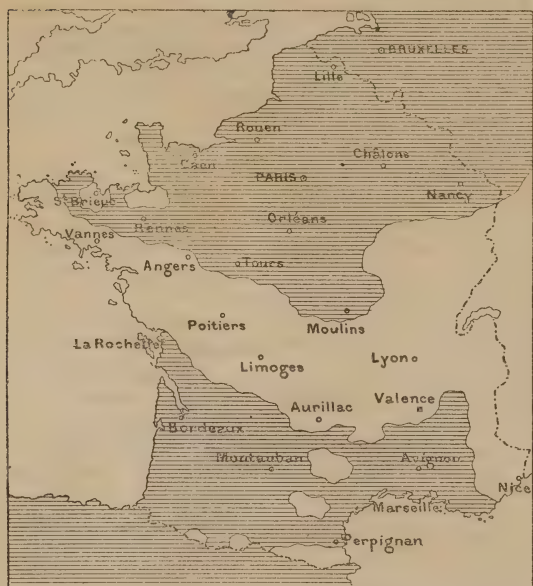 BRUXELLES
Lille
Rouen
Caen
Châlons
PARIS
St Brieuc
Nancy
Rennes
Orléans
Vannes
Angers
Tours
Poitiers
Moulins
La Rochelle
Limoges
Lyon
Aurillac
Valence
Bordeaux
Montauban
Avignon
Nice
Marseille
Perpignan